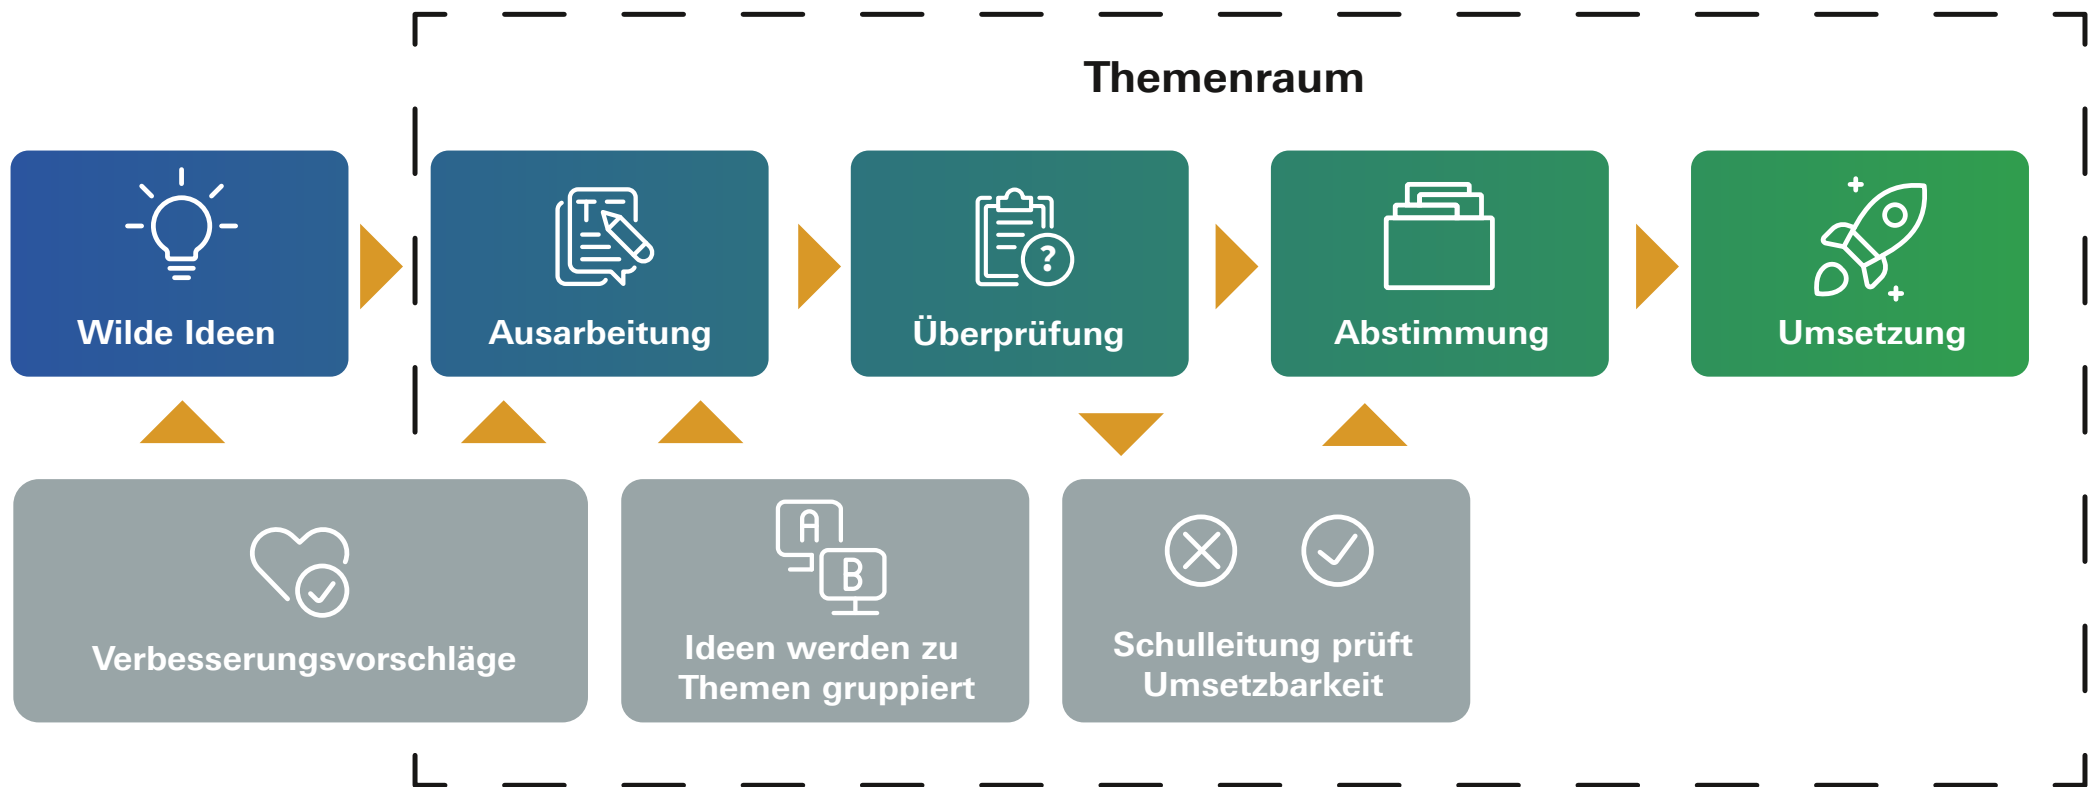 Themenraum
Wilde Ideen
Ausarbeitung
?
Überprüfung
Abstimmung
Umsetzung
Verbesserungsvorschläge
A
B
Ideen werden zu
Themen gruppiert
Schulleitung prüft
Umsetzbarkeit